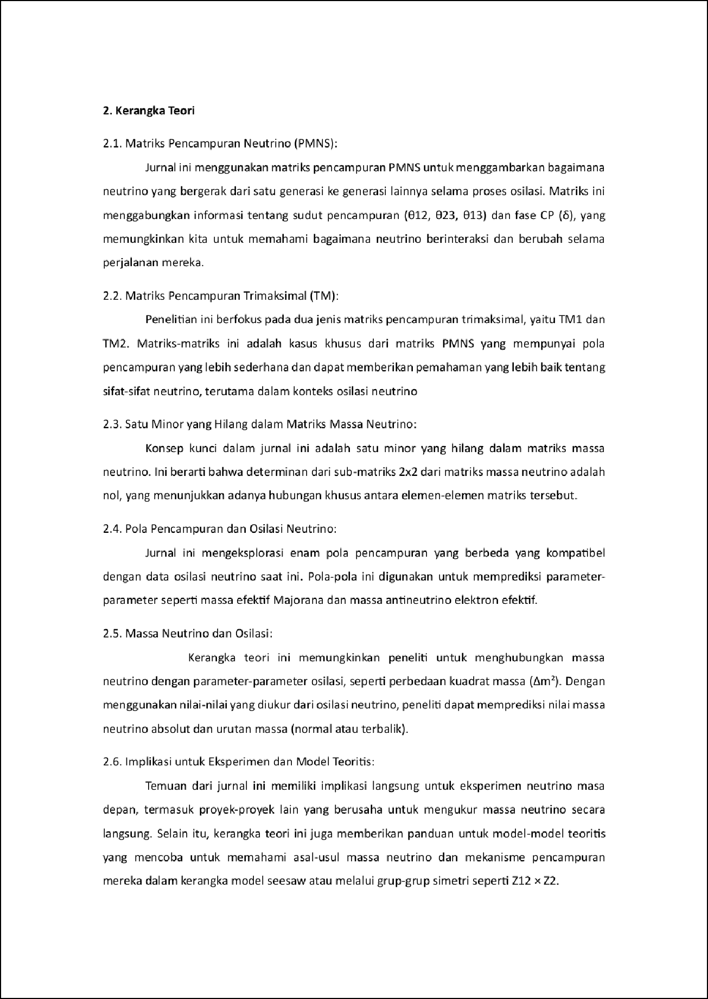 2. Kerangka Teori
2.1. Matriks Pencampuran Neutrino (PMNS):
Jurnal ini menggunakan matriks pencampuran PMNS untuk menggambarkan bagaimana
neutrino yang bergerak dari satu generasi ke generasi lainnya selama proses osilasi. Matriks ini
menggabungkan informasi tentang sudut pencampuran (θ12, θ23, θ13) dan fase CP (δ), yang
memungkinkan kita untuk memahami bagaimana neutrino berinteraksi dan berubah selama
perjalanan mereka.
2.2. Matriks Pencampuran Trimaksimal (TM):
Penelitian ini berfokus pada dua jenis matriks pencampuran trimaksimal, yaitu TM1 dan
TM2. Matriks-matriks ini adalah kasus khusus dari matriks PMNS yang mempunyai pola
pencampuran yang lebih sederhana dan dapat memberikan pemahaman yang lebih baik tentang
sifat-sifat neutrino, terutama dalam konteks osilasi neutrino
2.3. Satu Minor yang Hilang dalam Matriks Massa Neutrino:
Konsep kunci dalam jurnal ini adalah satu minor yang hilang dalam matriks massa
neutrino. Ini berarti bahwa determinan dari sub-matriks 2x2 dari matriks massa neutrino adalah
nol, yang menunjukkan adanya hubungan khusus antara elemen-elemen matriks tersebut.
2.4. Pola Pencampuran dan Osilasi Neutrino:
Jurnal ini mengeksplorasi enam pola pencampuran yang berbeda yang kompatibel
dengan data osilasi neutrino saat ini. Pola-pola ini digunakan untuk memprediksi parameter-
parameter seperti massa efektif Majorana dan massa antineutrino elektron efektif.
2.5. Massa Neutrino dan Osilasi:
Kerangka teori ini memungkinkan peneliti untuk menghubungkan massa
neutrino dengan parameter-parameter osilasi, seperti perbedaan kuadrat massa (Δm²). Dengan
menggunakan nilai-nilai yang diukur dari osilasi neutrino, peneliti dapat memprediksi nilai massa
neutrino absolut dan urutan massa (normal atau terbalik).
2.6. Implikasi untuk Eksperimen dan Model Teoritis:
Temuan dari jurnal ini memiliki implikasi langsung untuk eksperimen neutrino masa
depan, termasuk proyek-proyek lain yang berusaha untuk mengukur massa neutrino secara
langsung. Selain itu, kerangka teori ini juga memberikan panduan untuk model-model teoritis
yang mencoba untuk memahami asal-usul massa neutrino dan mekanisme pencampuran
mereka dalam kerangka model seesaw atau melalui grup-grup simetri seperti Z12 × Z2.